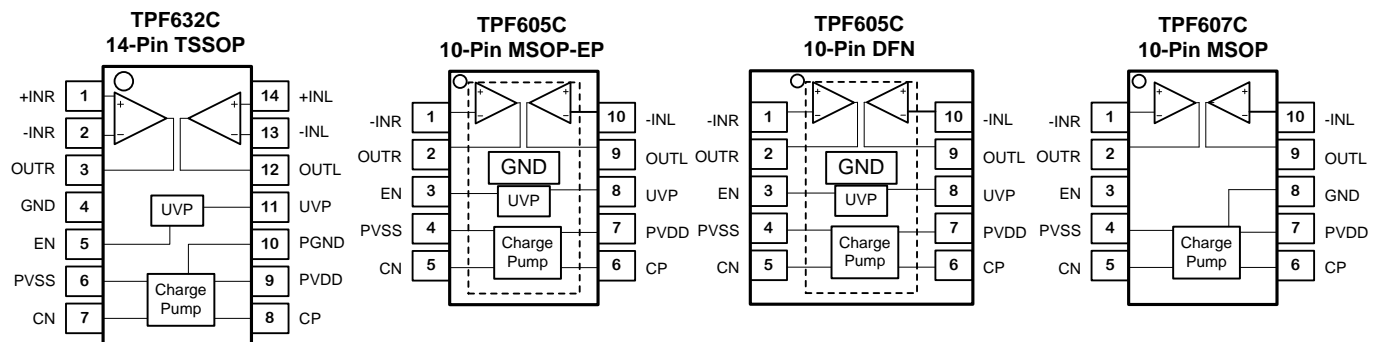 TPF632C
14-Pin TSSOP
+INR 1 + + 14 +INL
-INR 2 − − 13 -INL
OUTR 3 12 OUTL
GND 4 UVP 11 UVP
EN 5 10 PGND
PVSS 6 Charge Pump 9 PVDD
CN 7 8 CP
TPF605C
10-Pin MSOP-EP
+ +
-INR 1 − − 10 -INL
OUTR 2 GND 9 OUTL
EN 3 UVP 8 UVP
PVSS 4 Charge Pump 7 PVDD
CN 5 6 CP
TPF605C
10-Pin DFN
+ +
-INR 1 − − 10 -INL
OUTR 2 GND 9 OUTL
EN 3 UVP 8 UVP
PVSS 4 Charge Pump 7 PVDD
CN 5 6 CP
TPF607C
10-Pin MSOP
+ +
-INR 1 − − 10 -INL
OUTR 2 9 OUTL
EN 3 8 GND
PVSS 4 Charge Pump 7 PVDD
CN 5 6 CP